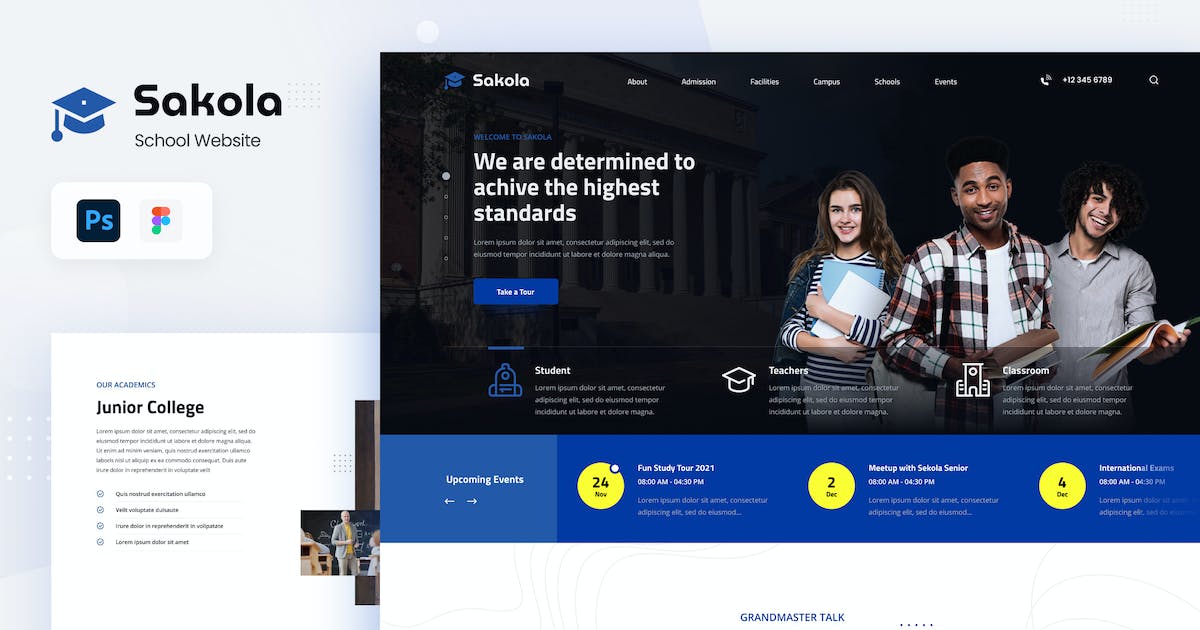 Sakola
School Website
Ps
OUR ACADEMICS
Junior College
Lorem ipsum dolor sit amet, consectetur adipiscing elit, sed do
eiusmod tempor incididunt ut labore et dolore magna aliqua.
Ut enim ad minim veniam, quis nostrud exercitation ullamco
laboris nisi ut aliquip ex ea commodo consequat. Duis aute
irure dolor in reprehenderit in voluptate velit
Quis nostrud exercitation ullamco
Velit voluptate duisaute
Irure dolor in reprehenderit in volipatate
Lorem ipsum dolor sit amet
Sakola
About
Admission
Facilities
Campus
Schools
Events
+12 345 6789
WELCOME TO SAKOLA
We are determined to
achive the highest
standards
Lorem ipsum dolor sit amet, consectetur adipiscing elit, sed do
eiusmod tempor incididunt ut labore et dolore magna aliqua.
Take a Tour
Student
Lorem ipsum dolor sit amet, consectetur
adipiscing elit, sed do eiusmod tempor
incididunt ut labore et dolor magna.
Teachers
Lorem ipsum dolor sit amet, consectetur
adipiscing elit, sed do eiusmod tempor
incididunt ut labore et dolor magna.
Classroom
Lorem ipsum dolor sit amet, consectetur
adipiscing elit, sed do eiusmod tempor
incididunt ut labore et dolor magna.
Upcoming Events
24
Nov
Fun Study Tour 2021
08:00 AM - 04:30 PM
Lorem ipsum dolor sit amet, consectetur
adipiscing elit, sed do eiusmod...
2
Dec
Meetup with Sekola Senior
08:00 AM - 04:30 PM
Lorem ipsum dolor sit amet, consectetur
adipiscing elit, sed do eiusmod...
4
Dec
International Exams
08:00 AM - 04:30 PM
Lorem ipsum dolor sit amet,
adipiscing elit, sed do
GRANDMASTER TALK